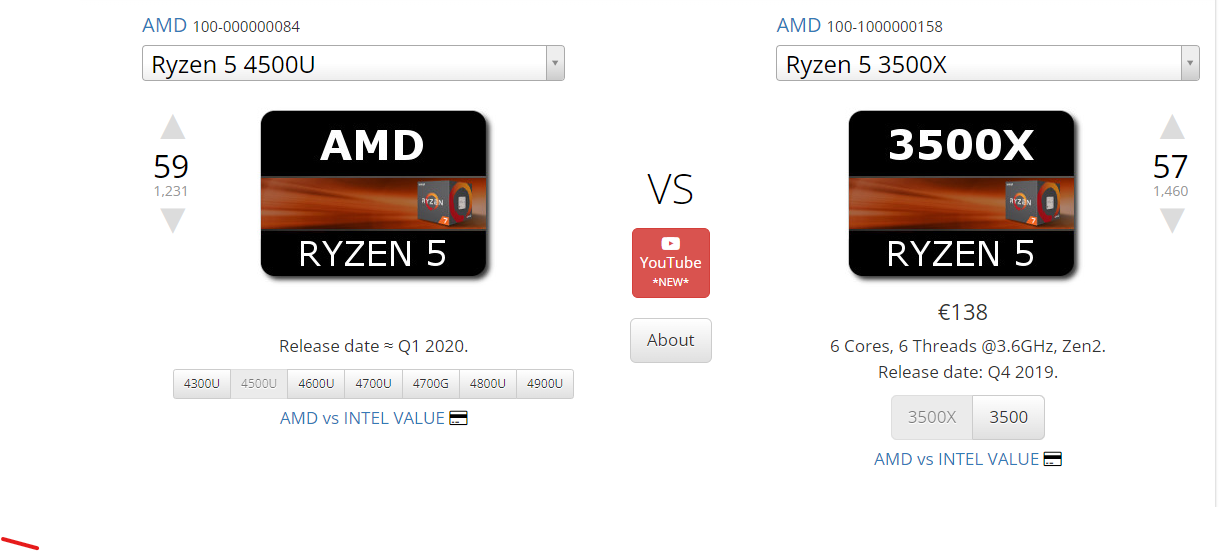 AMD 100-000000084
Ryzen 5 4500U
59
1,231
AMD
RYZEN
7
RYZEN 5
Release date ≈ Q1 2020.
4300U 4500U 4600U 4700U 4700G 4800U 4900U
AMD vs INTEL VALUE
VS
YouTube
*NEW*
About
AMD 100-1000000158
Ryzen 5 3500X
3500X
RYZEN
7
RYZEN 5
57
1,460
€138
6 Cores, 6 Threads @3.6GHz, Zen2.
Release date: Q4 2019.
3500X 3500
AMD vs INTEL VALUE